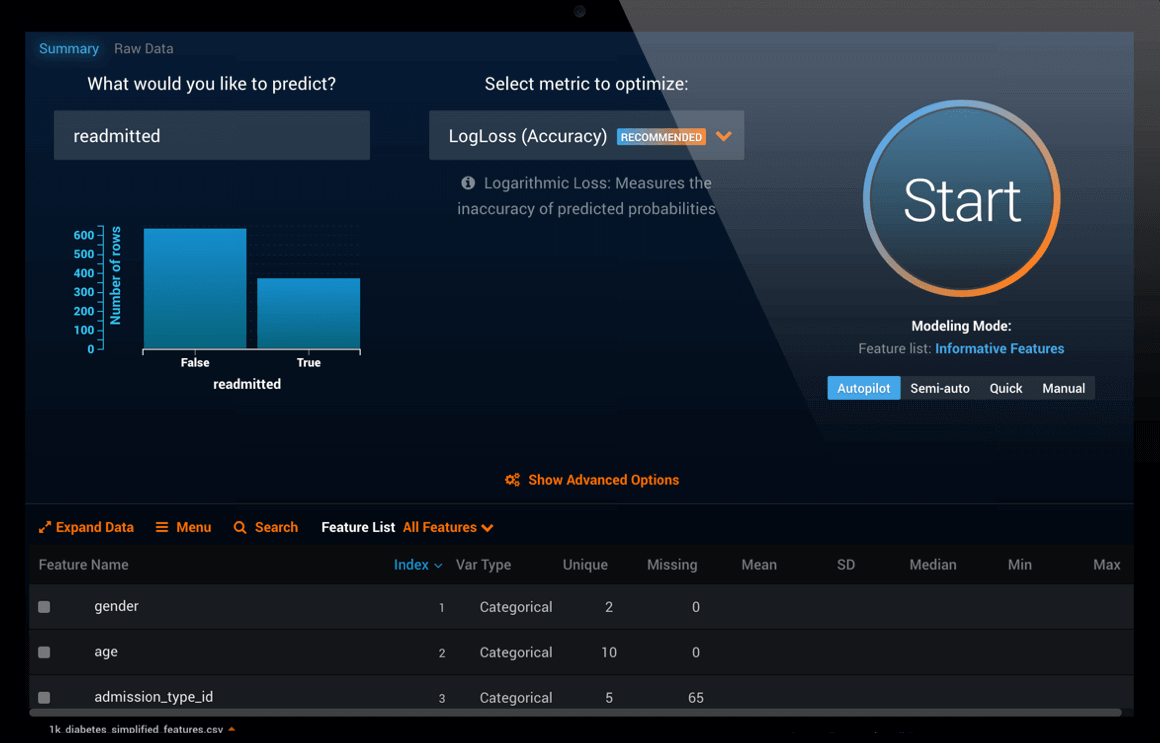 Summary Raw Data
What would you like to predict?
readmitted
Select metric to optimize:
LogLoss (Accuracy) RECOMMENDED
Logarithmic Loss: Measures the
inaccuracy of predicted probabilities
Start
Modeling Mode:
Feature list: Informative Features
Autopilot Semi-auto Quick Manual
Number of rows
600
500
400
300
200
100
0
False True
readmitted
Show Advanced Options
Expand Data Menu Search Feature List All Features
Feature Name Index Var Type Unique Missing Mean SD Median Min Max
gender 1 Categorical 2 0
age 2 Categorical 10 0
admission_type_id 3 Categorical 5 65
1k_diabetes_simplified_features.csv